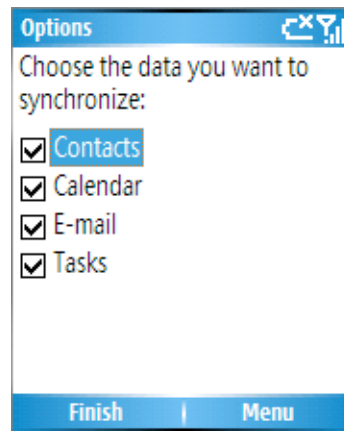 Options
Choose the data you want to
synchronize:
Contacts
Calendar
E-mail
Tasks
Finish
Menu